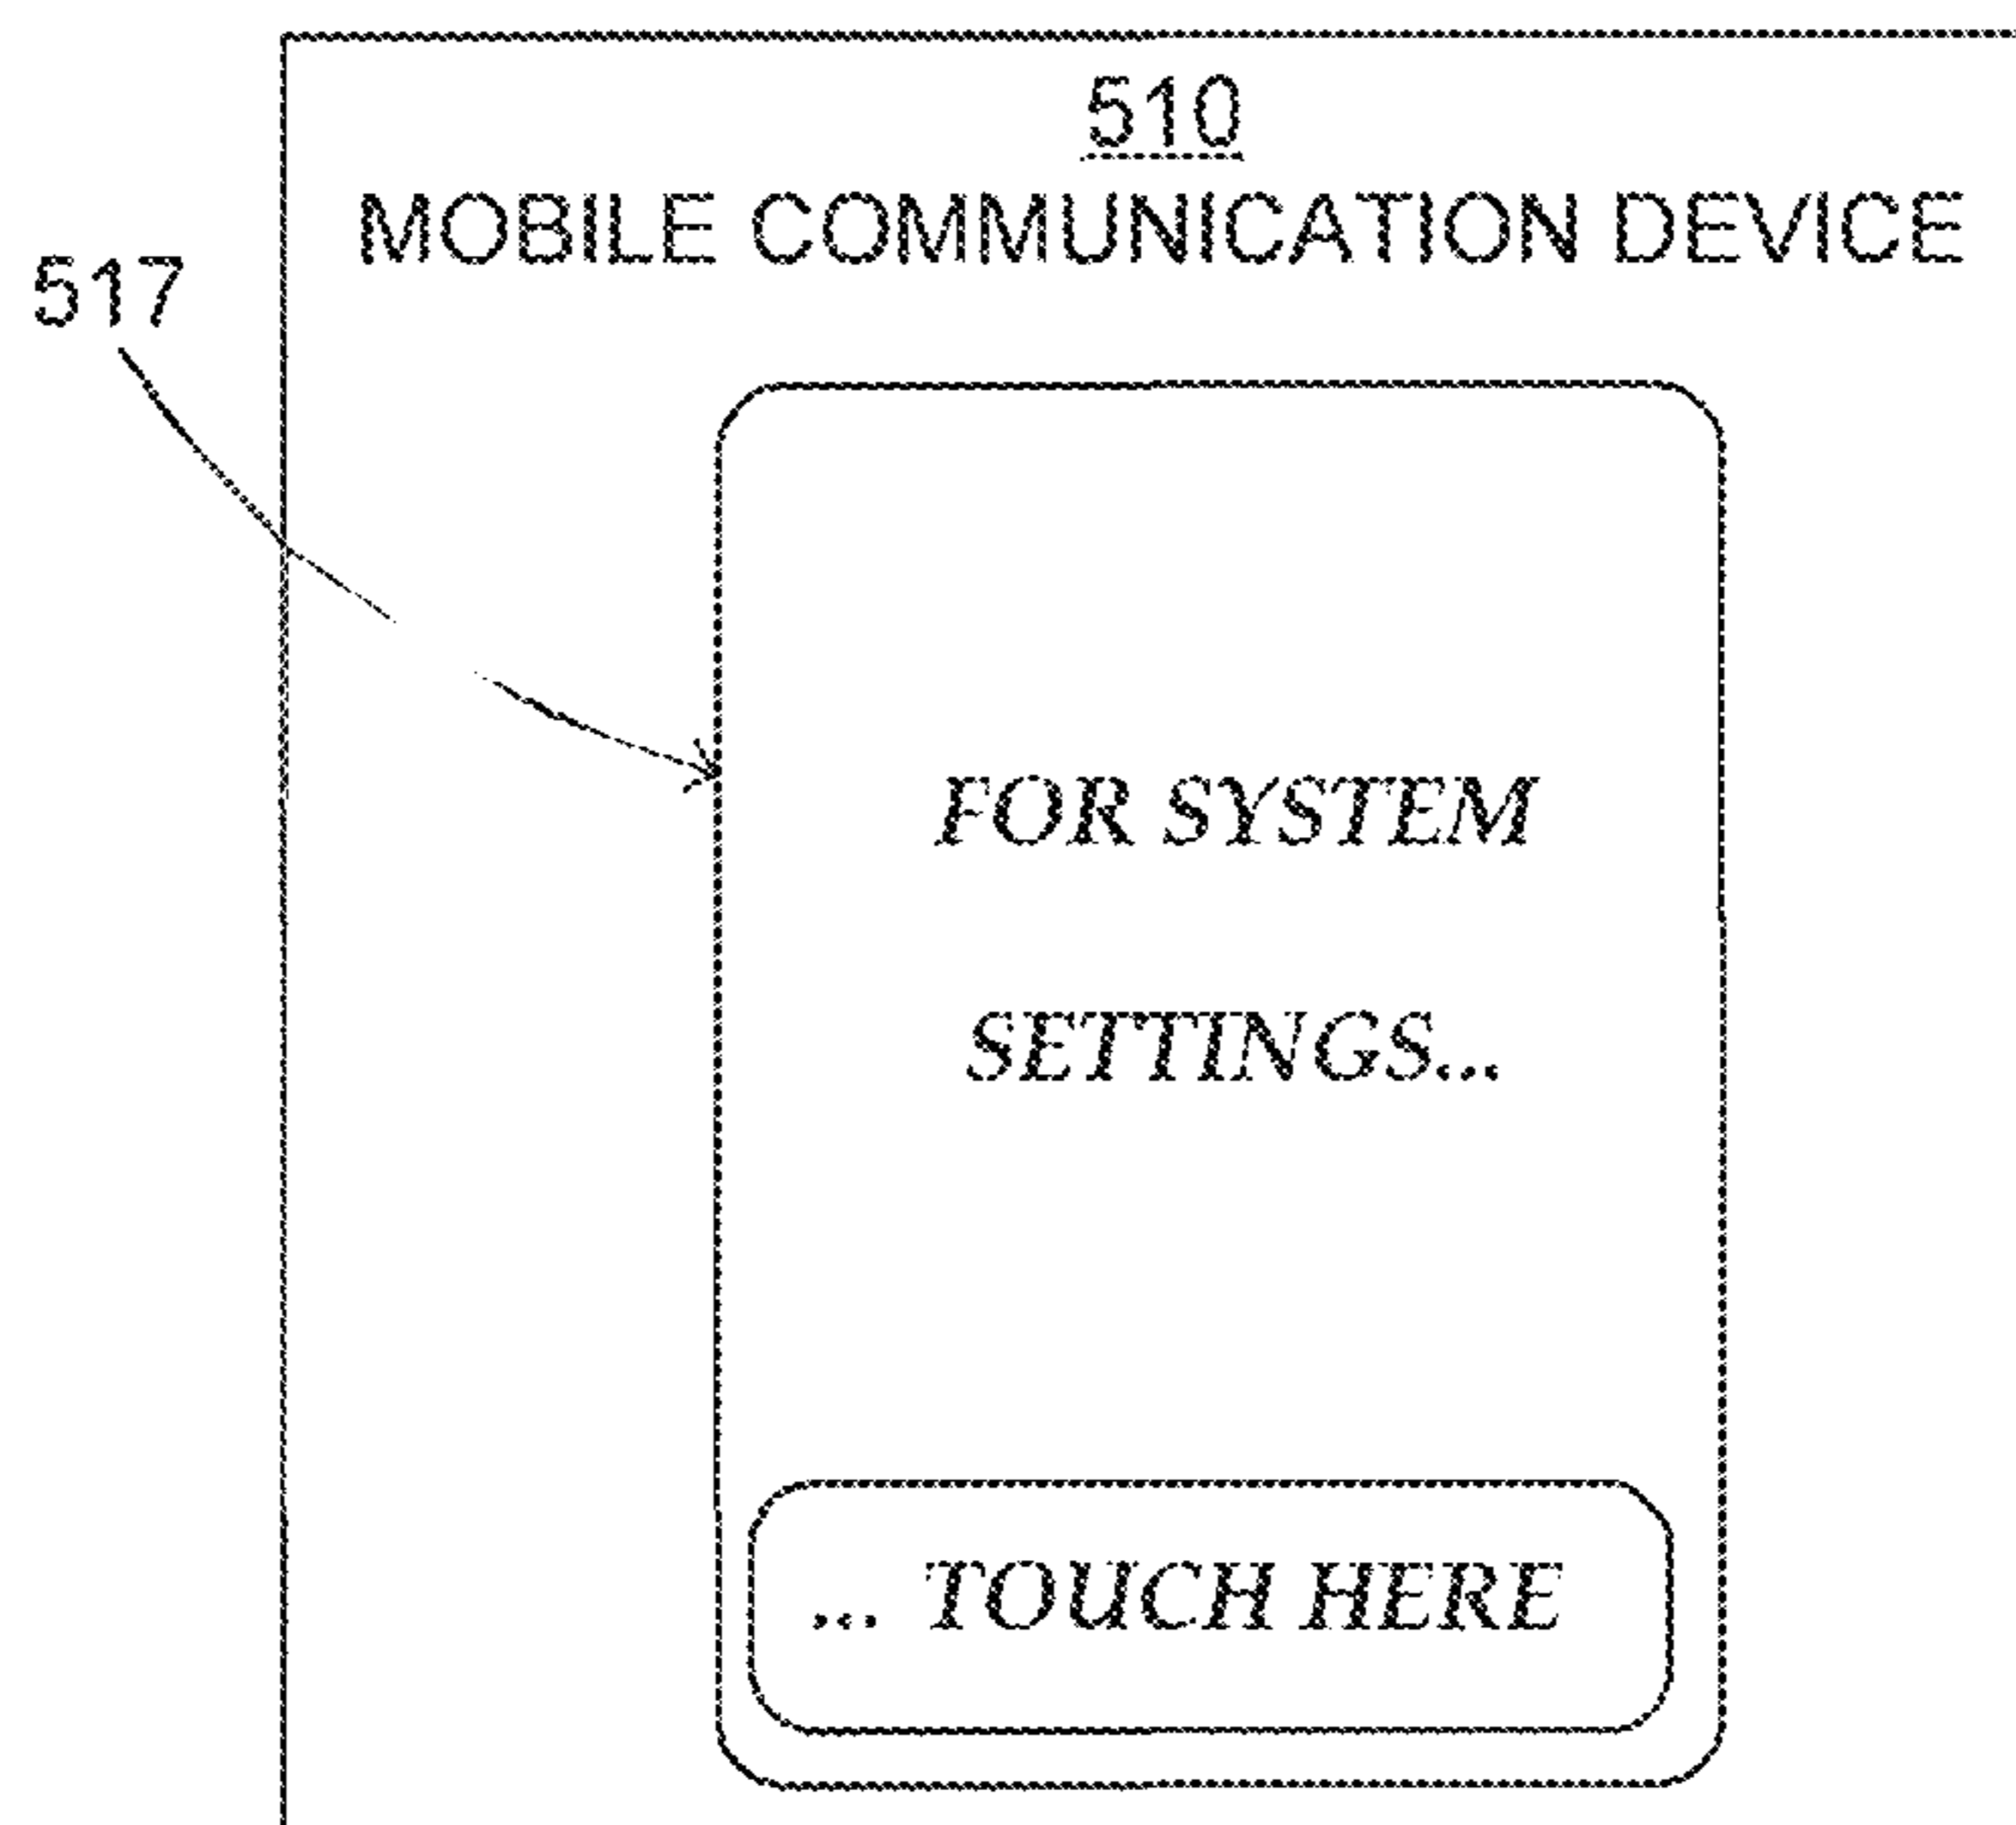 510
MOBILE COMMUNICATION DEVICE
517
FOR SYSTEM
SETTINGS...
... TOUCH HERE